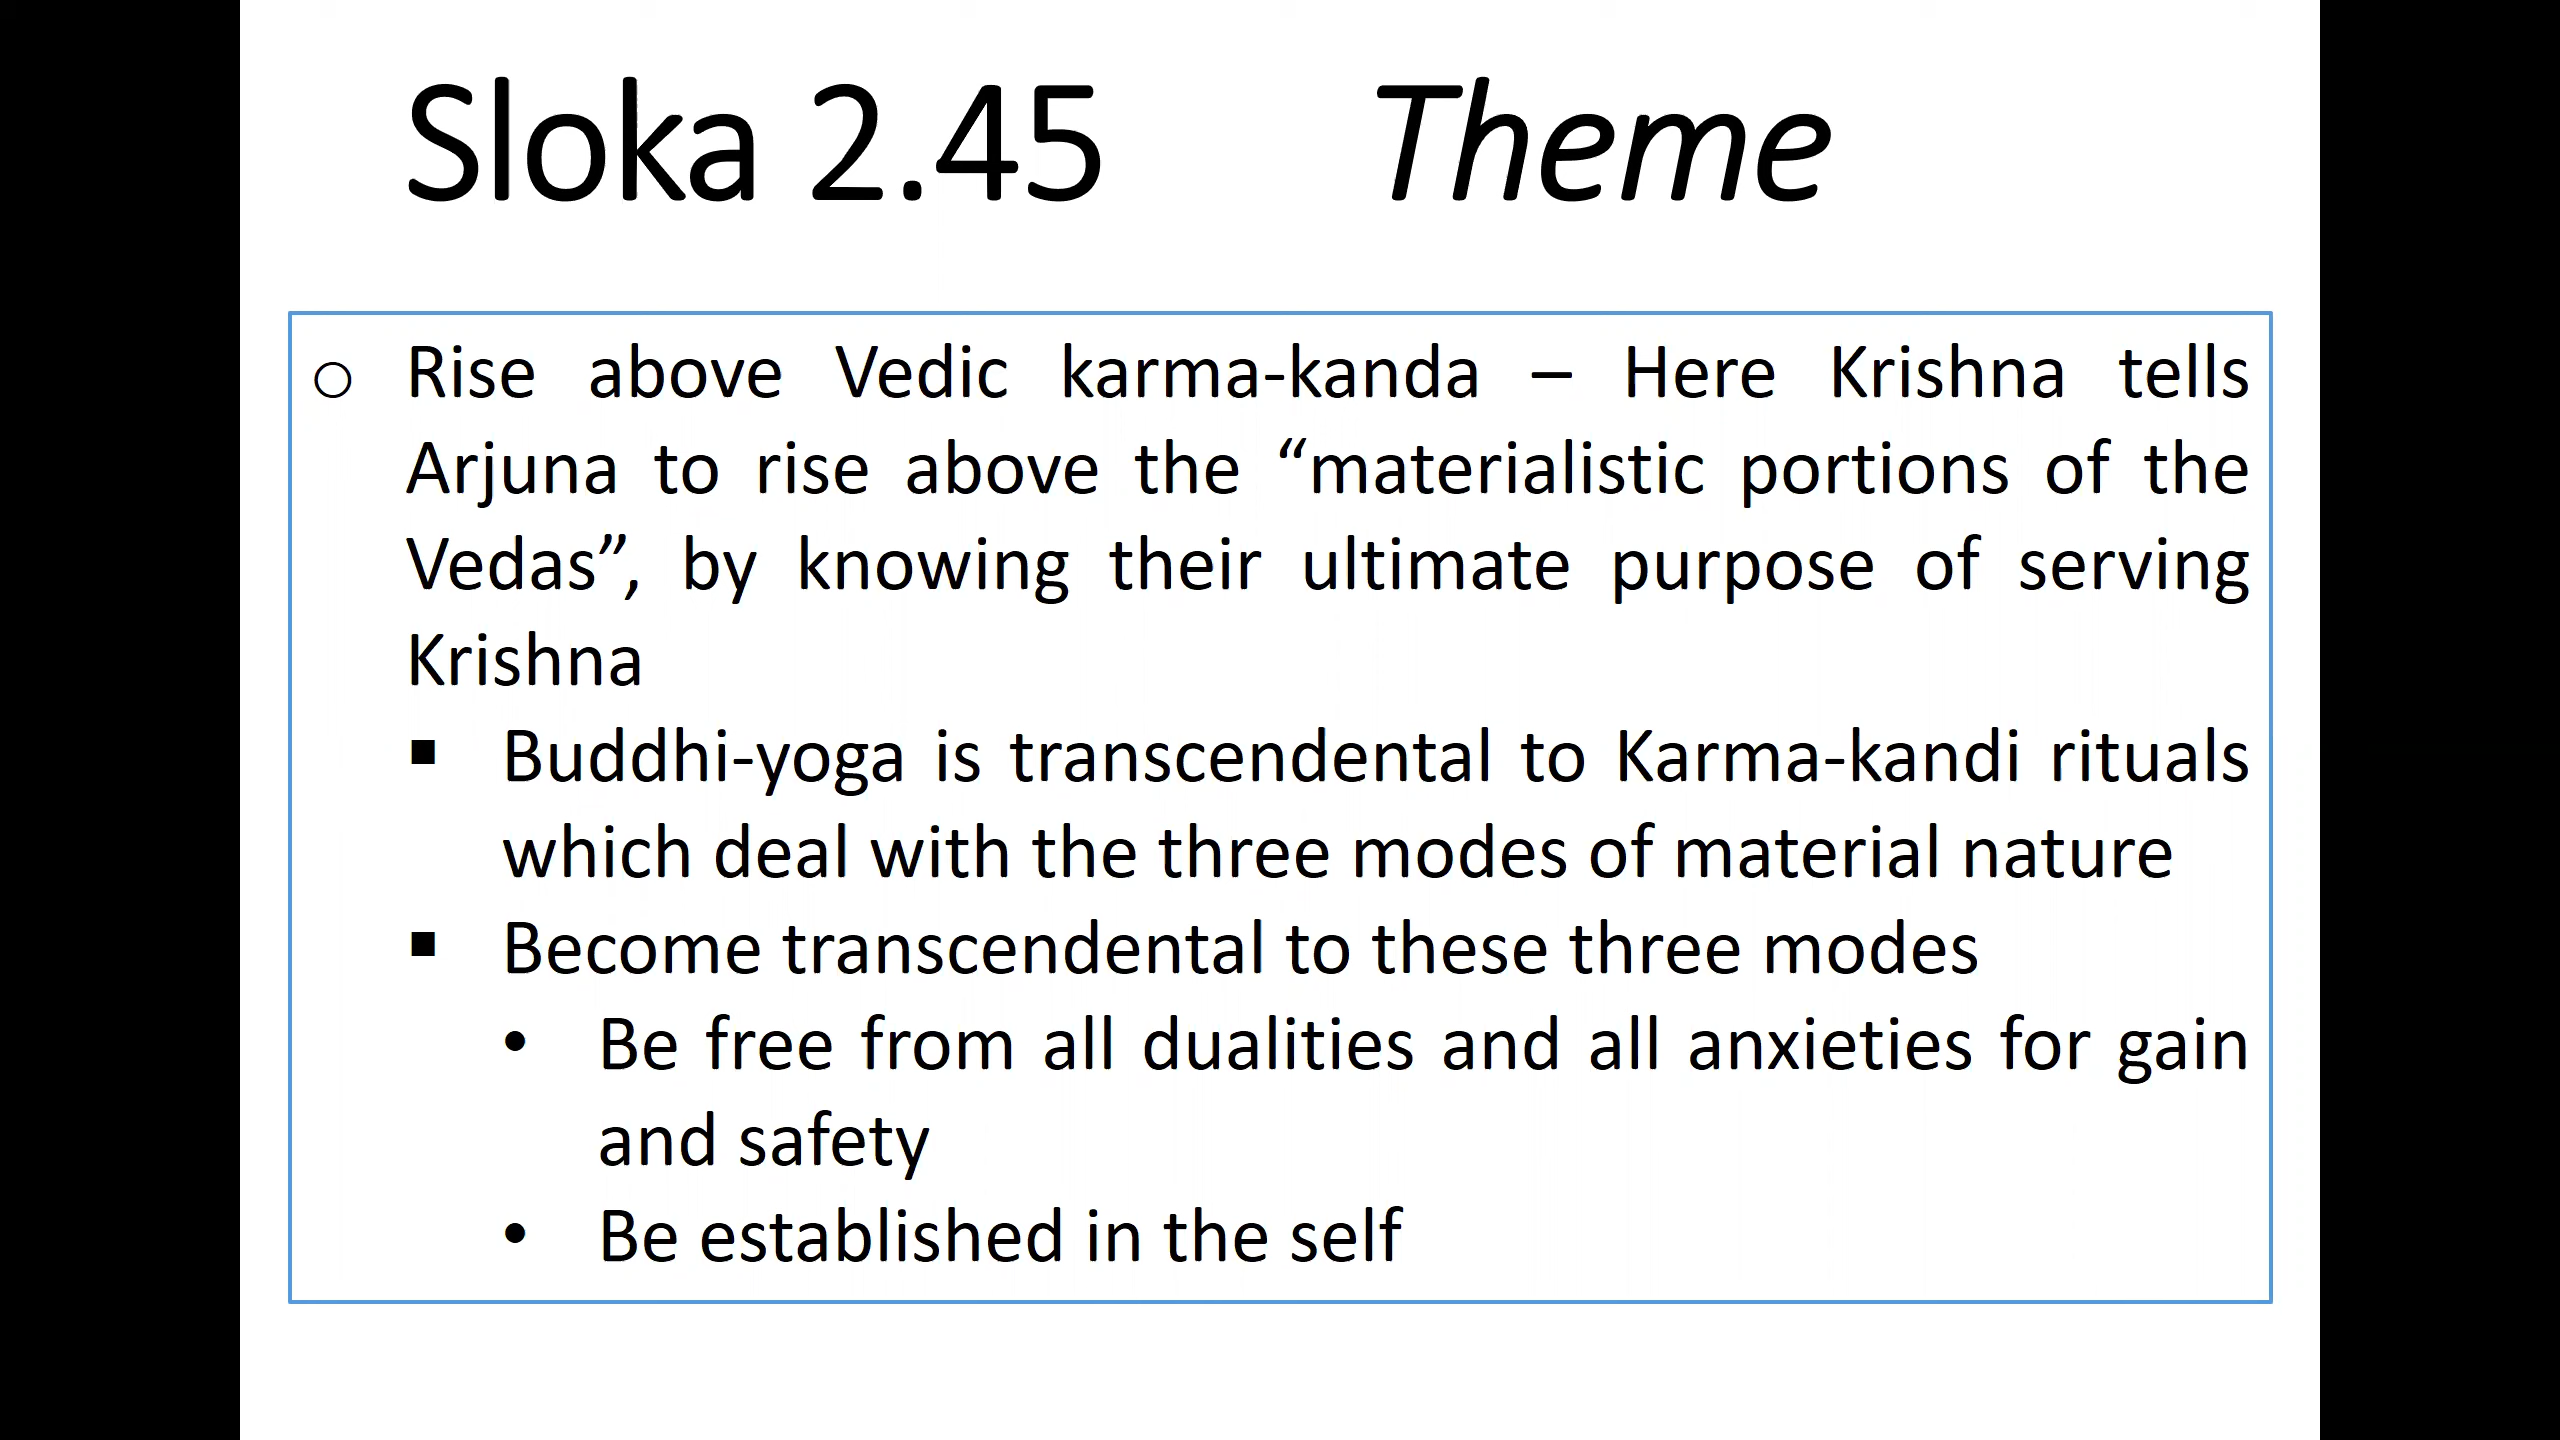 Sloka 2.45 Theme
o Rise above Vedic karma-kanda – Here Krishna tells
Arjuna to rise above the “materialistic portions of the
Vedas”, by knowing their ultimate purpose of serving
Krishna
▪ Buddhi-yoga is transcendental to Karma-kandi rituals
which deal with the three modes of material nature
▪ Become transcendental to these three modes
• Be free from all dualities and all anxieties for gain
and safety
• Be established in the self